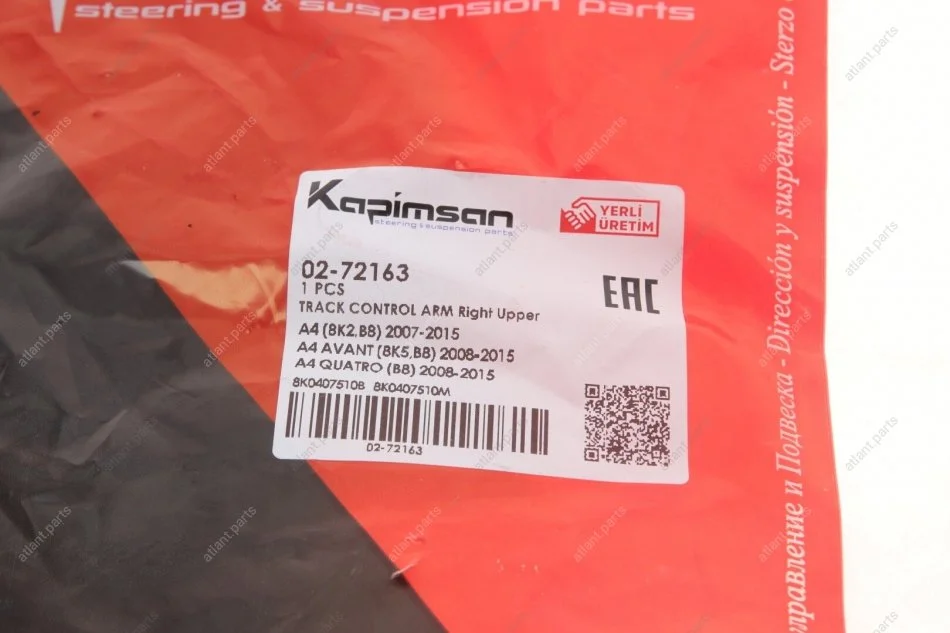 steering & suspension parts
Kapimsan
steering & suspension parts
YERLİ
ÜRETİM
02-72163
1 PCS
EAC
TRACK CONTROL ARM Right Upper
A4 (8K2,B8) 2007-2015
A4 AVANT (8K5,B8) 2008-2015
A4 QUATRO (B8) 2008-2015
8K0407510B 8K0407510M
02-72163
управление и Подвеска - Dirección y suspensión - Sterzo
atlant.parts